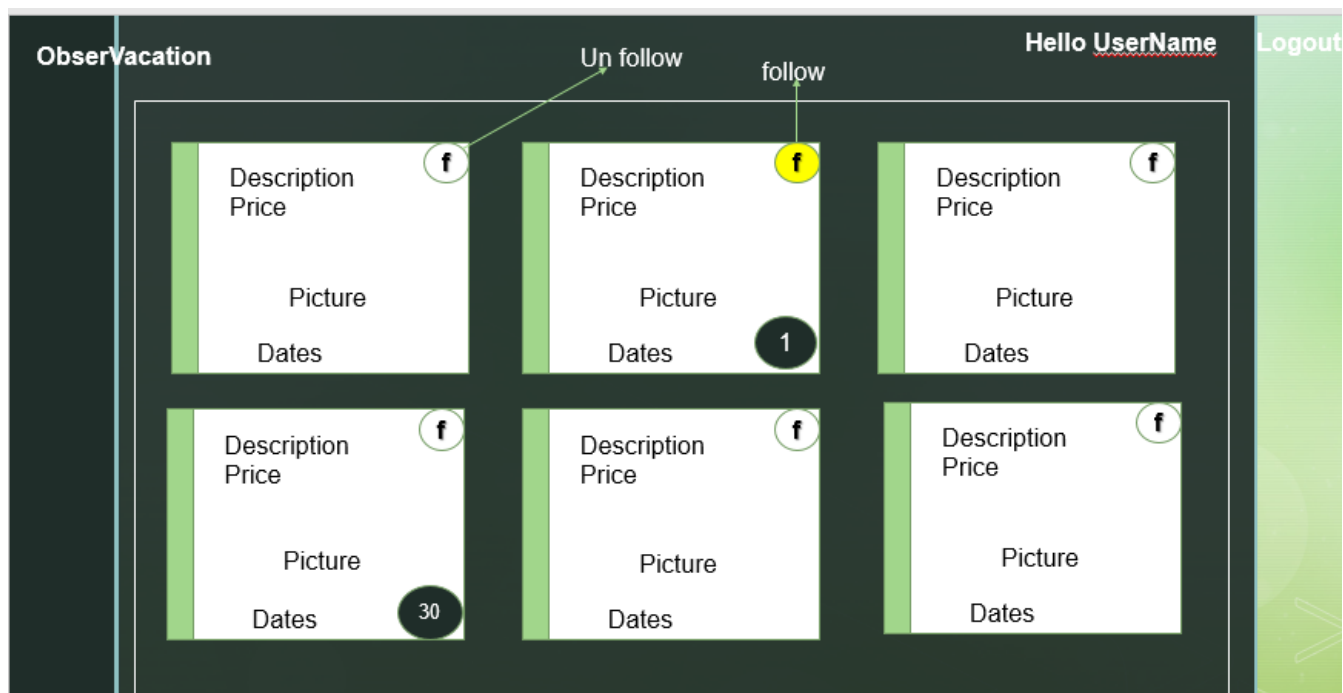 ObserVacation
Hello UserName
Logout
Un follow
follow
f
Description
Price
Picture
Dates
f
Description
Price
Picture
Dates
1
f
Description
Price
Picture
Dates
f
Description
Price
Picture
Dates
30
f
Description
Price
Picture
Dates
f
Description
Price
Picture
Dates